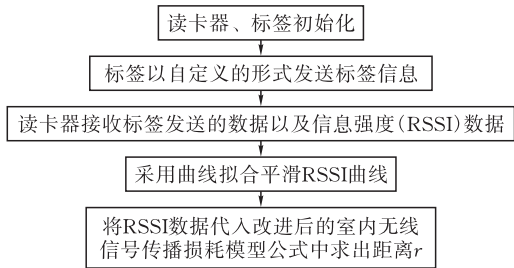 读卡器、标签初始化
标签以自定义的形式发送标签信息
读卡器接收标签发送的数据以及信息强度(RSSI)数据
采用曲线拟合平滑RSSI曲线
将RSSI数据代入改进后的室内无线
信号传播损耗模型公式中求出距离r